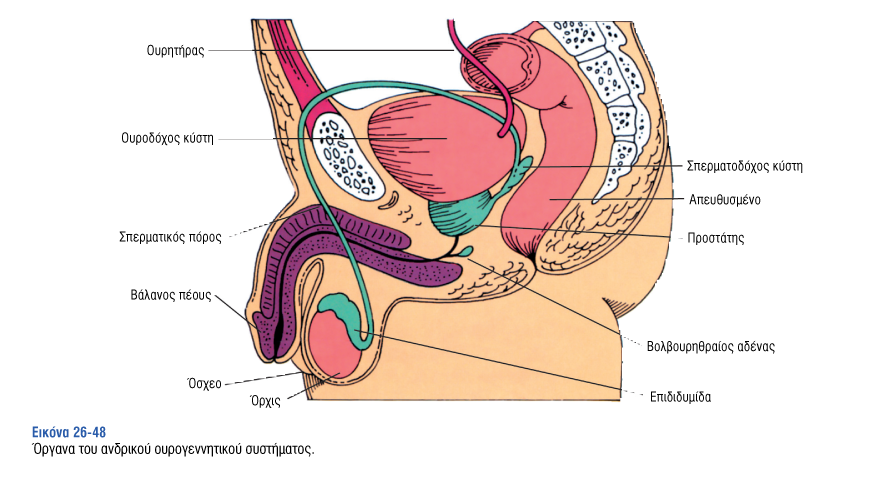 Ουρητήρας
Ουροδόχος κύστη
Σπερματοδόχος κύστη
Απευθυσμένο
Σπερματικός πόρος
Προστάτης
Βάλανος πέους
Βολβουρηθραίος αδένας
Όσχεο
Όρχις
Επιδιδυμίδα
Εικόνα 26-48
Όργανα του ανδρικού ουρογεννητικού συστήματος.